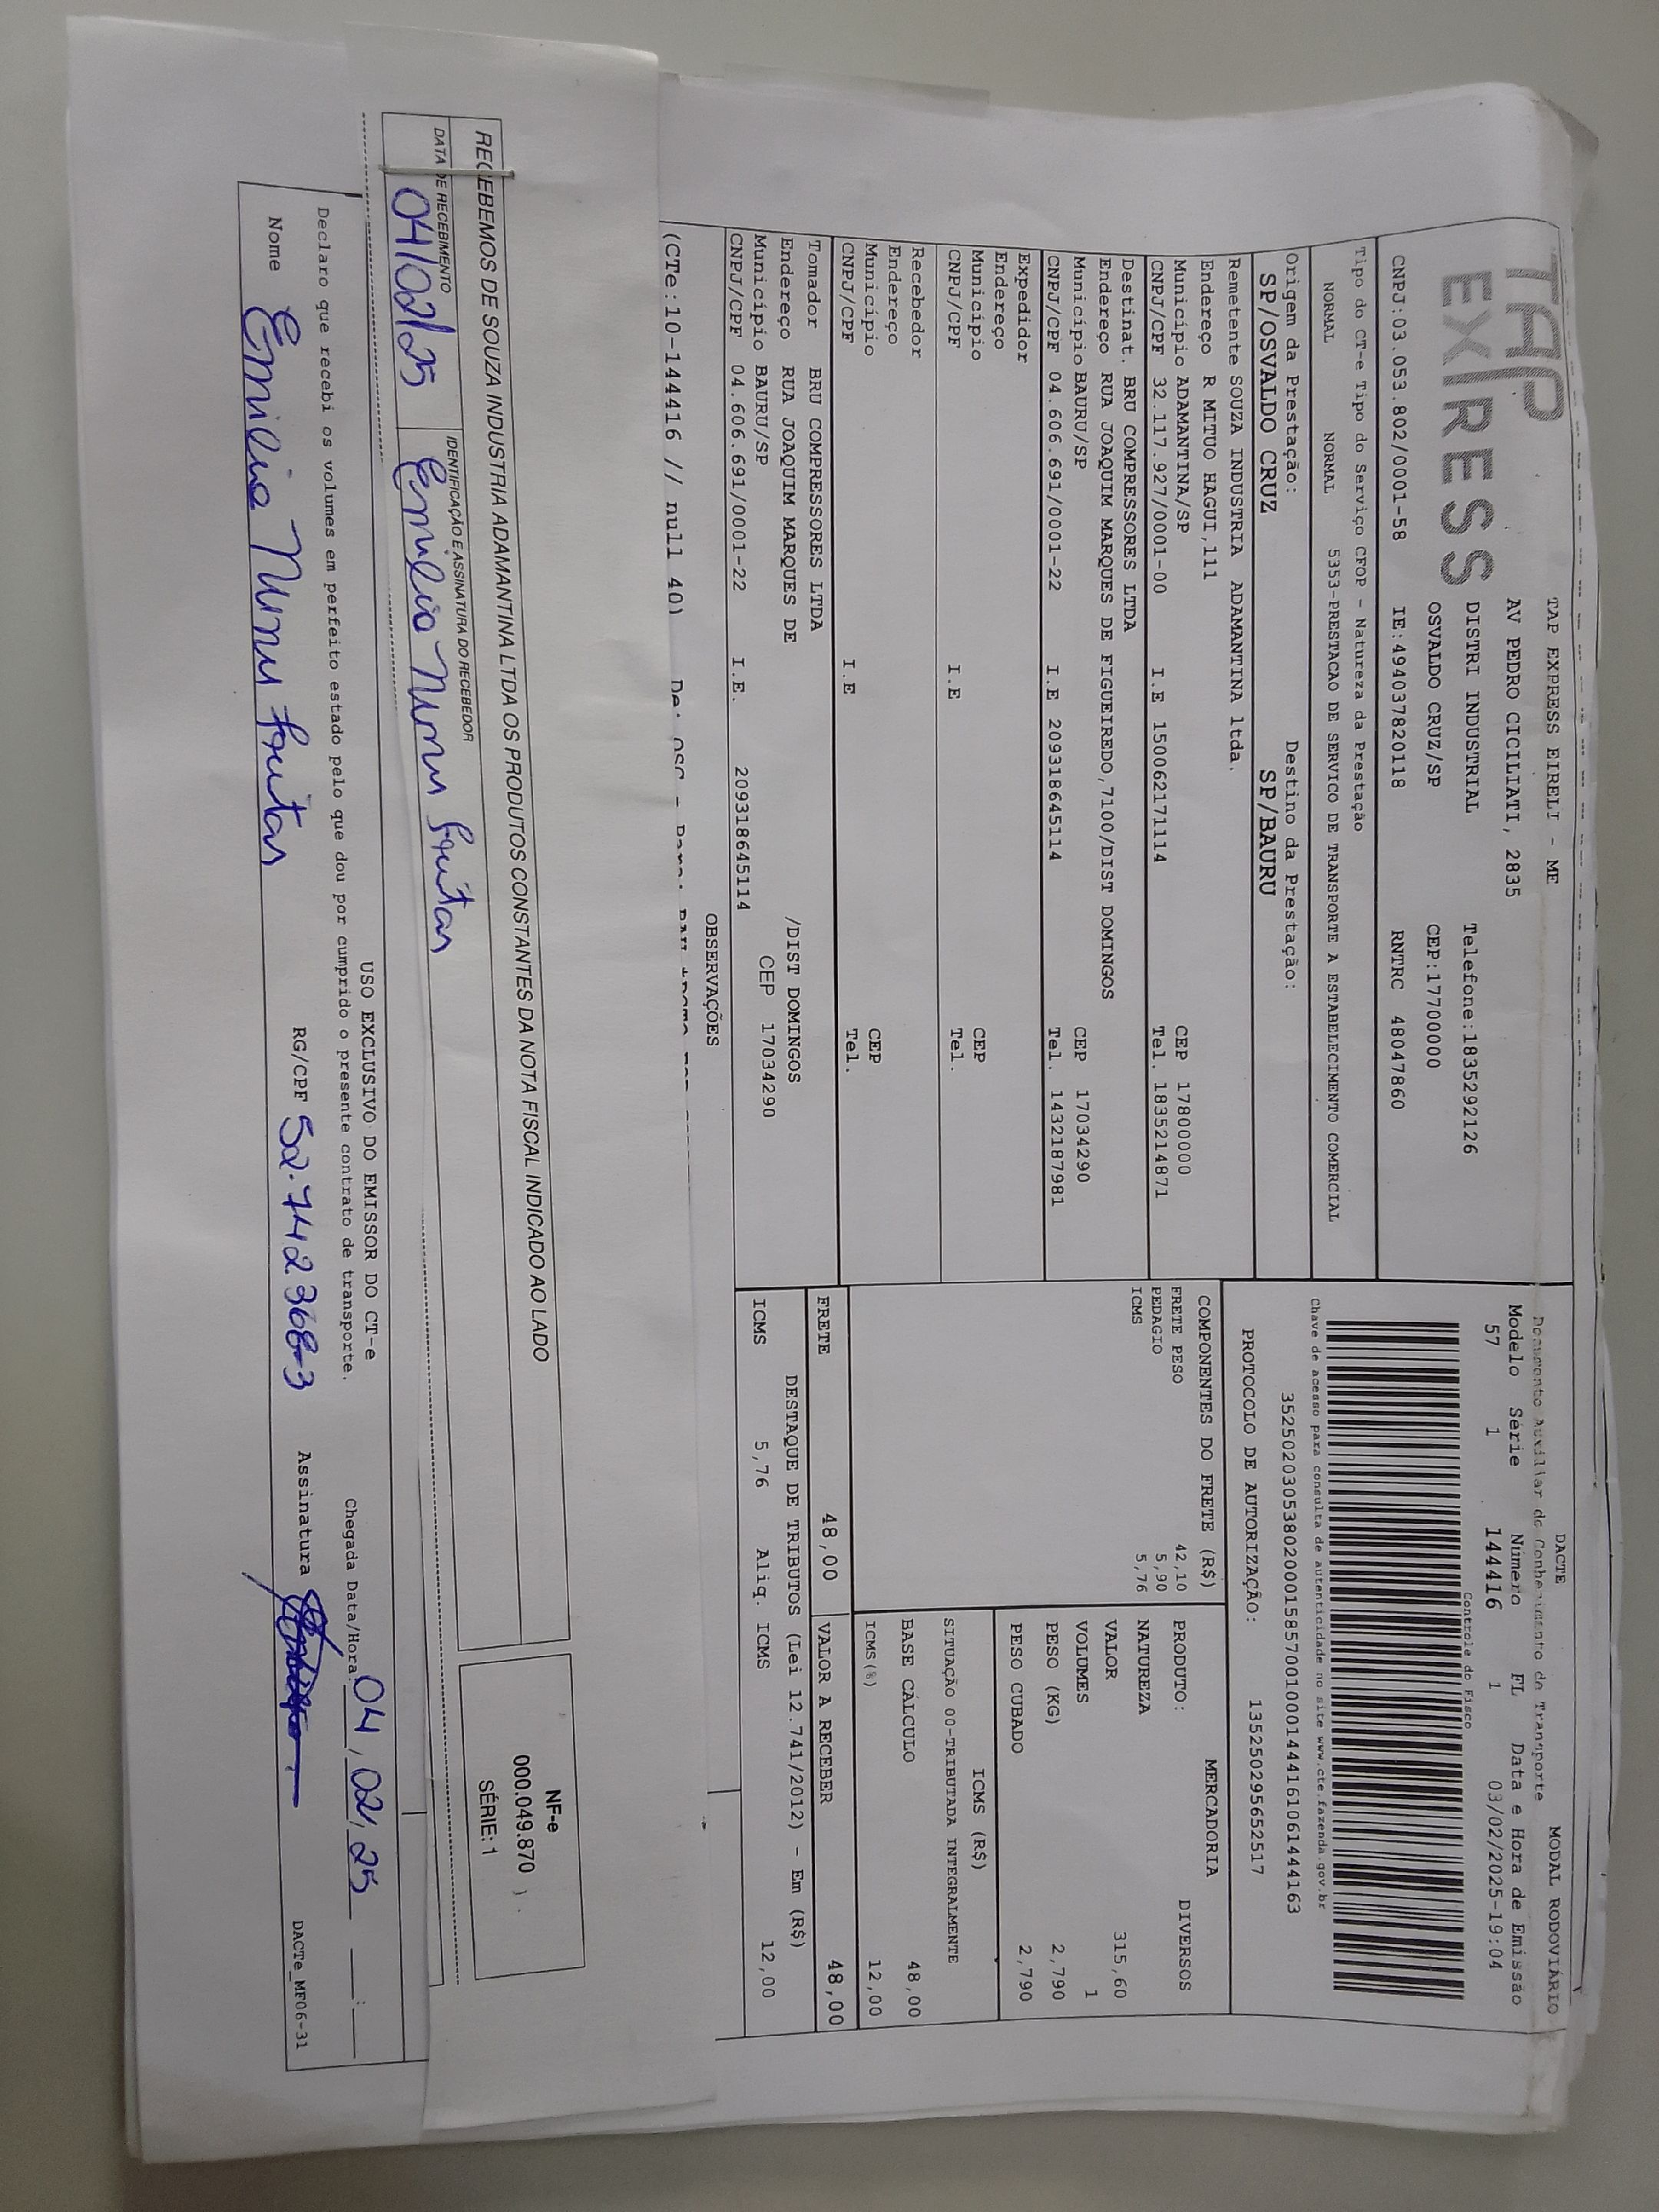 TAP
EXPRESS
TAP EXPRESS EIRELI - ME
AV PEDRO CICILIATI, 2835
DISTRI INDUSTRIAL Telefone:1835292126
OSVALDO CRUZ/SP CEP:17700000
CNPJ:03.053.802/0001-58 IE:494037820118 RNTRC 48047860
DACTE MODAL RODOVIÁRIO
Documento Auxiliar de Conhecimento de Transporte
Modelo Série Número FL Data e Hora de Emissão
57 1 144416 1 03/02/2025-19:04
Controle do Fisco
Chave de acesso para consulta de autenticidade no site www.cte.fazenda.gov.br
35250203053802000158570010001444161061444163
PROTOCOLO DE AUTORIZAÇÃO: 135250295652517
Tipo do CT-e Tipo do Serviço CFOP - Natureza da Prestação
NORMAL NORMAL 5353-PRESTACAO DE SERVICO DE TRANSPORTE A ESTABELECIMENTO COMERCIAL
Origem da Prestação: Destino da Prestação:
SP/OSVALDO CRUZ SP/BAURU
Remetente SOUZA INDUSTRIA ADAMANTINA ltda.
Endereço R MITUO HAGUI,111
Município ADAMANTINA/SP CEP 17800000
CNPJ/CPF 32.117.927/0001-00 I.E 150062171114 Tel. 1835214871
Destinat. BRU COMPRESSORES LTDA
Endereço RUA JOAQUIM MARQUES DE FIGUEIREDO,7100/DIST DOMINGOS
Município BAURU/SP CEP 17034290
CNPJ/CPF 04.606.691/0001-22 I.E 209318645114 Tel. 1432187981
Expedidor
Endereço
Município CEP
CNPJ/CPF I.E Tel.
Recebedor
Endereço
Município CEP
CNPJ/CPF I.E Tel.
Tomador BRU COMPRESSORES LTDA
Endereço RUA JOAQUIM MARQUES DE /DIST DOMINGOS
Município BAURU/SP CEP 17034290
CNPJ/CPF 04.606.691/0001-22 I.E. 209318645114
OBSERVAÇÕES
(CTe:10-144416 // null 40)
COMPONENTES DO FRETE (R$)
FRETE PESO 42,10
PEDAGIO 5,90
ICMS 5,76
MERCADORIA
PRODUTO: DIVERSOS
NATUREZA
VALOR 315,60
VOLUMES 1
PESO (KG) 2,790
PESO CUBADO 2,790
ICMS (R$)
SITUAÇÃO 00-TRIBUTADA INTEGRALMENTE
BASE CÁLCULO 48,00
ICMS(%) 12,00
FRETE 48,00 VALOR A RECEBER 48,00
DESTAQUE DE TRIBUTOS (Lei 12.741/2012) - Em (R$)
ICMS 5,76 Aliq. ICMS 12,00
RECEBEMOS DE SOUZA INDUSTRIA ADAMANTINA LTDA OS PRODUTOS CONSTANTES DA NOTA FISCAL INDICADO AO LADO
DATA DE RECEBIMENTO IDENTIFICAÇÃO E ASSINATURA DO RECEBEDOR
04/02/25 Emilio
NF-e
000.049.870
SÉRIE: 1
USO EXCLUSIVO DO EMISSOR DO CT-e
Declaro que recebi os volumes em perfeito estado pelo que dou por cumprido o presente contrato de transporte.
Chegada Data/Hora 04/02/25 __:__
Nome Emilio RG/CPF 52.742.368-3 Assinatura
DACTe_MF06-31